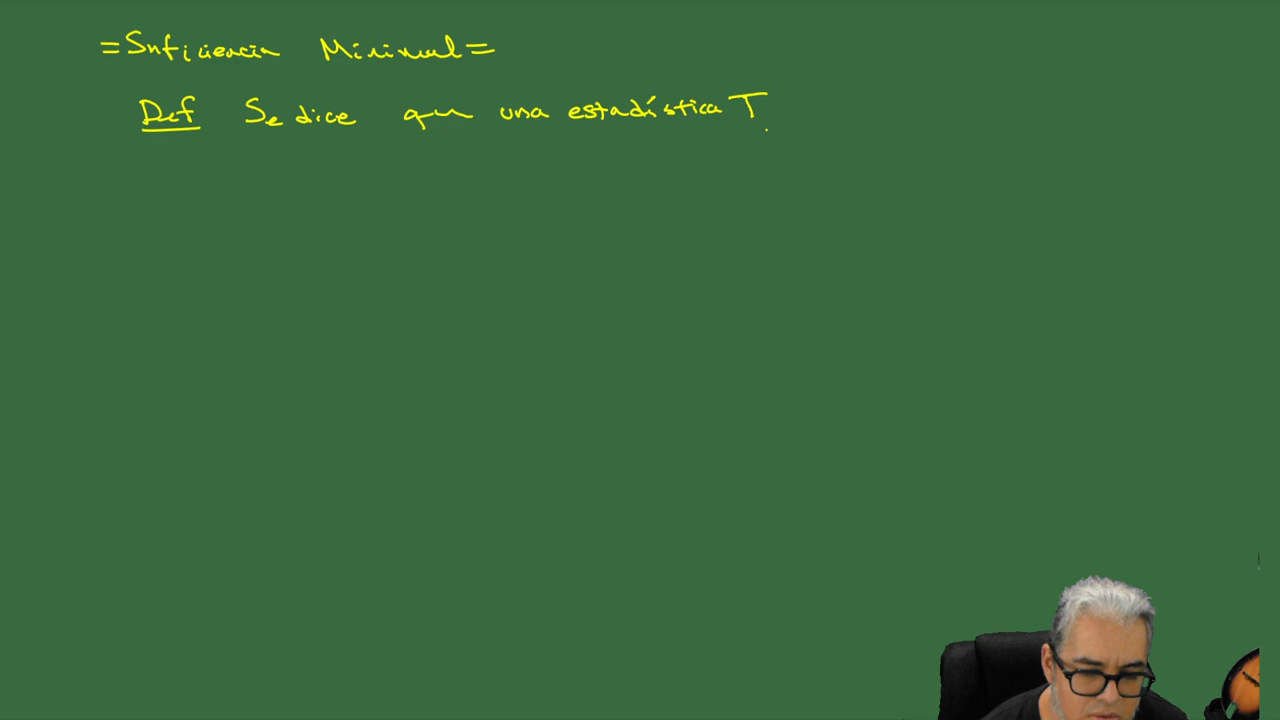 =Suficiencia Minimal=
Def Se dice que una estadística T